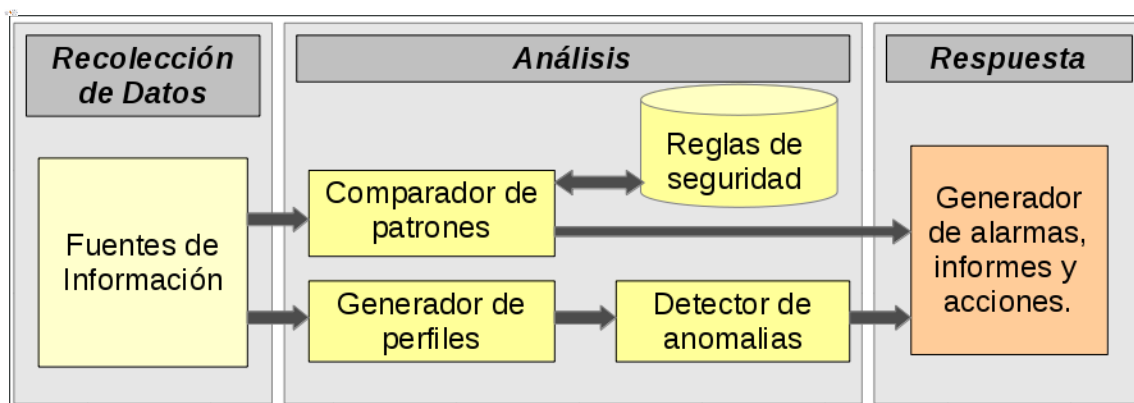 Recolección
de Datos
Análisis
Respuesta
Fuentes de
Información
Comparador de
patrones
Reglas de
seguridad
Generador de
perfiles
Detector de
anomalias
Generador
de alarmas,
informes y
acciones.